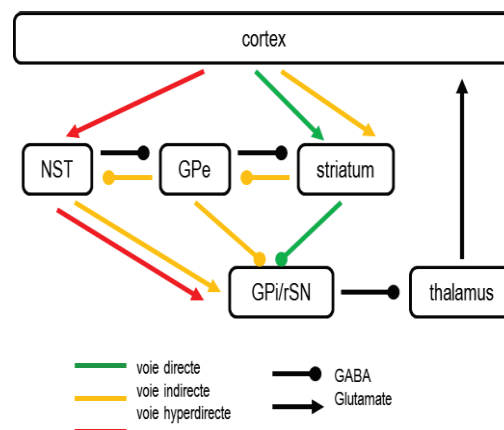 cortex
NST
GPe
striatum
GPi/rSN
thalamus
voie directe
voie indirecte
voie hyperdirecte
GABA
Glutamate